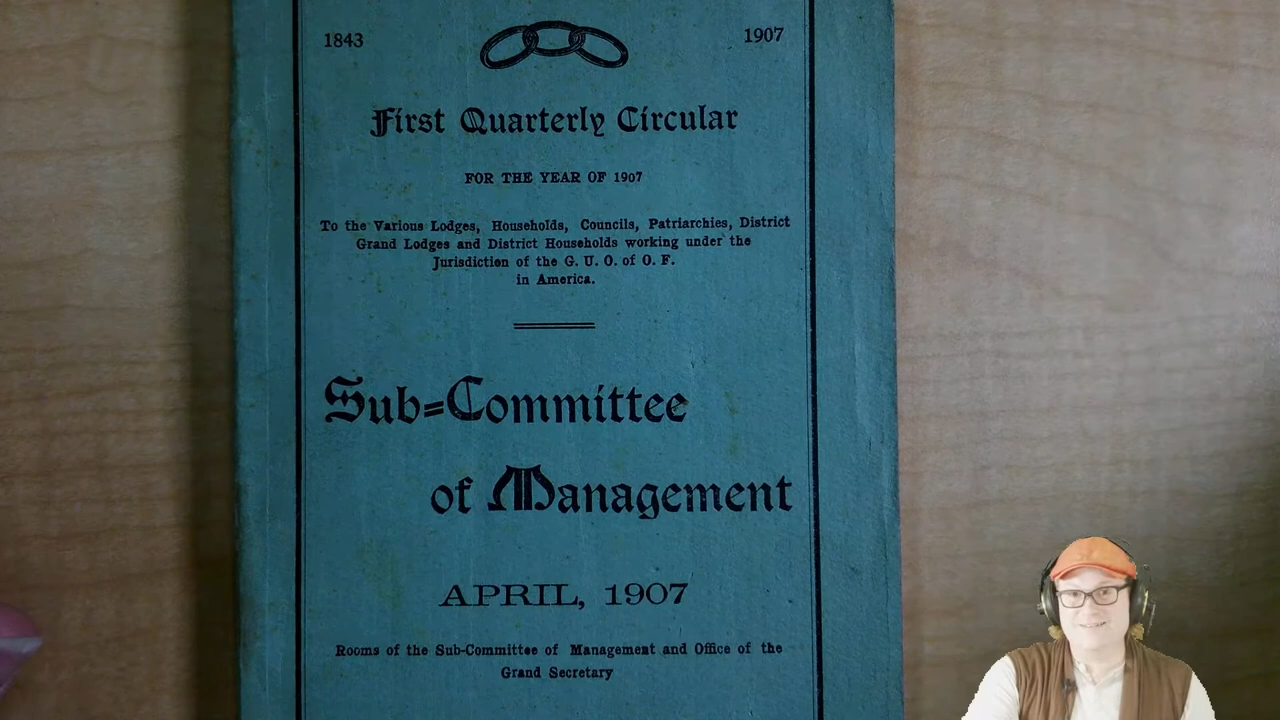 1843 1907
First Quarterly Circular
FOR THE YEAR OF 1907
To the Various Lodges, Households, Councils, Patriarchies, District
Grand Lodges and District Households working under the
Jurisdiction of the G. U. O. of O. F.
in America.
Sub-Committee
of Management
APRIL, 1907
Rooms of the Sub-Committee of Management and Office of the
Grand Secretary